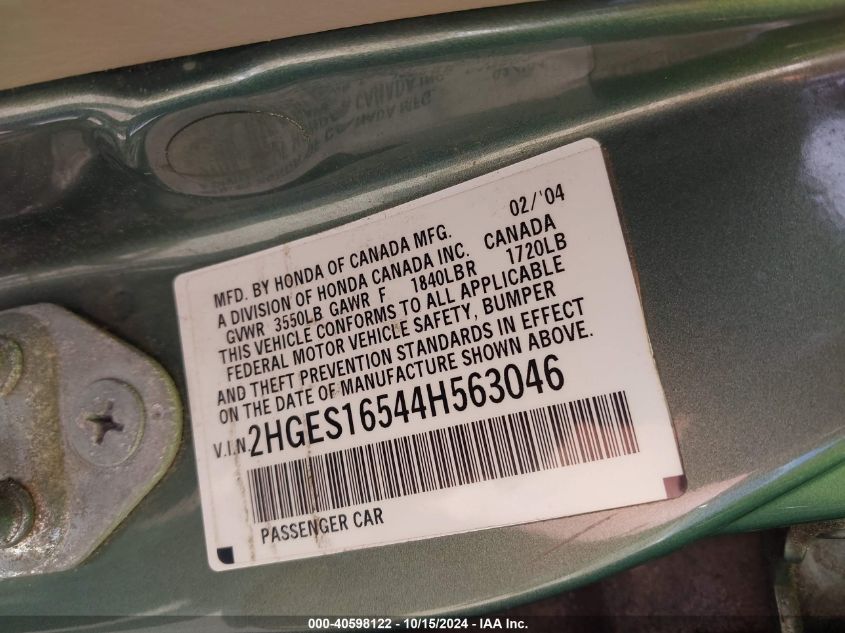 MFD. BY HONDA OF CANADA MFG. 02/'04
A DIVISION OF HONDA CANADA INC. CANADA
GVWR 3550LB GAWR F 1840LBR 1720LB
THIS VEHICLE CONFORMS TO ALL APPLICABLE
FEDERAL MOTOR VEHICLE SAFETY, BUMPER
AND THEFT PREVENTION STANDARDS IN EFFECT
ON THE DATE OF MANUFACTURE SHOWN ABOVE.
V.I.N. 2HGES16544H563046
PASSENGER CAR
000-40598122 - 10/15/2024 - IAA Inc.